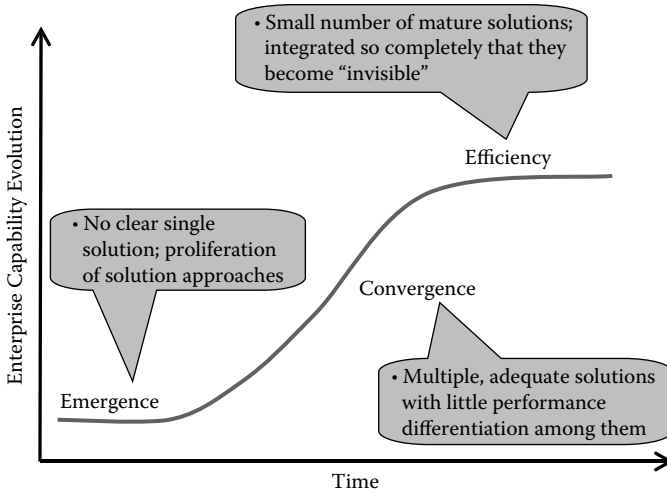 • Small number of mature solutions;
integrated so completely that they
become “invisible”
Efficiency
Enterprise Capability Evolution
• No clear single
solution; proliferation
of solution approaches
Convergence
Emergence
• Multiple, adequate solutions
with little performance
differentiation among them
Time